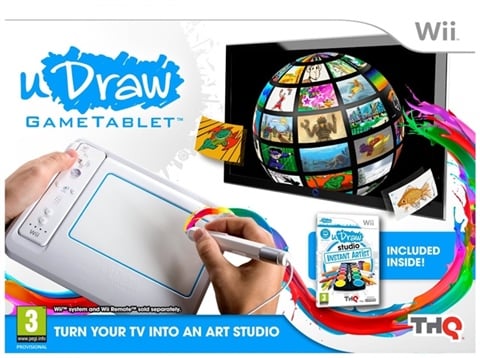 Wii
uDraw
GAMETABLET™
Wii
Wii
uDraw
studio
INSTANT ARTIST
THQ
INCLUDED
INSIDE!
Wii™ system and Wii Remote™ sold separately.
3
www.pegi.info
PROVISIONAL
TURN YOUR TV INTO AN ART STUDIO
THQ